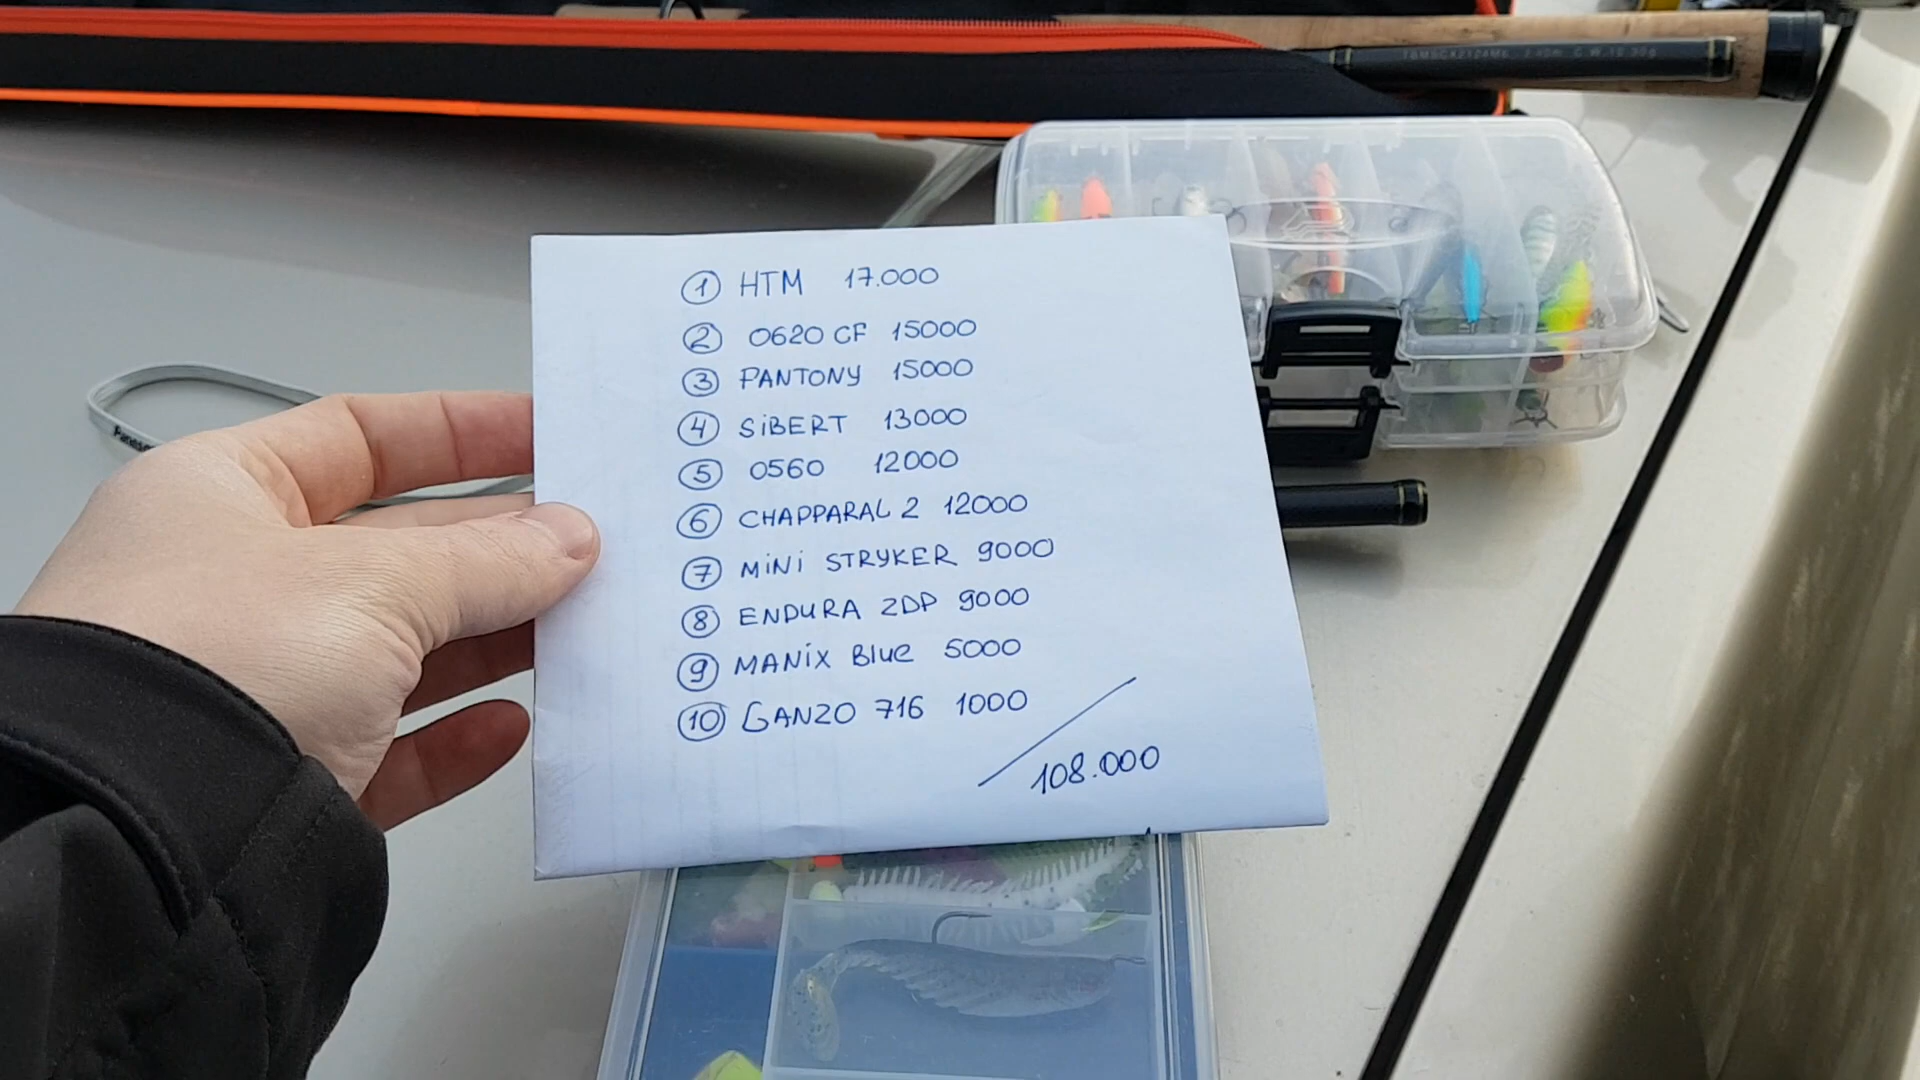 ① HTM 17.000
② 0620 CF 15000
③ PANTONY 15000
④ SiBERT 13000
⑤ 0560 12000
⑥ CHAPPARAL 2 12000
⑦ MiNi STRYKER 9000
⑧ ENDURA 2DP 9000
⑨ MANiX Blue 5000
⑩ GANZO 716 1000
108.000